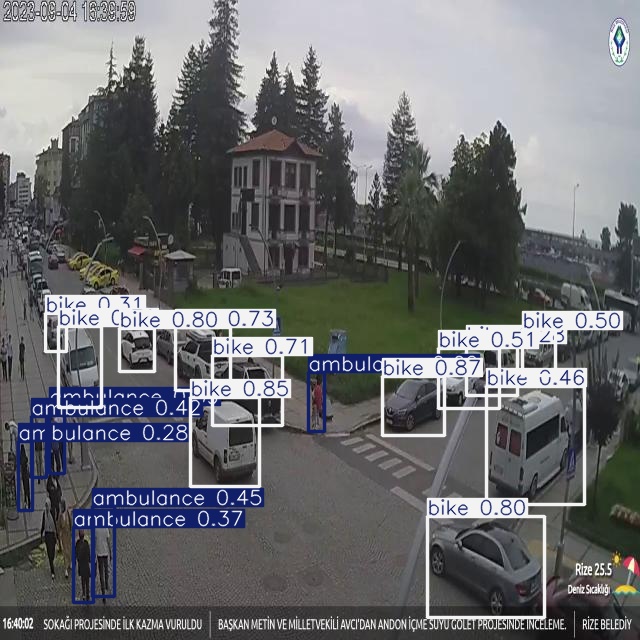 2023-09-04 16:39:59
bike 0.31
bike 0.80
0.73
bike 0.71
bike 0.85
ambulance 0.42
ambulance 0.28
ambulance 0.45
ambulance 0.37
bike 0.87
bike 0.51
bike 0.50
bike 0.46
bike 0.80
Rize 25.5
Deniz Sıcaklığı
16:40:02 SOKAĞI PROJESİNDE İLK KAZMA VURULDU BAŞKAN METİN VE MİLLETVEKİLİ AVCI'DAN ANDON İÇME SUYU GÖLET PROJESİNDE İNCELEME. RİZE BELEDİY